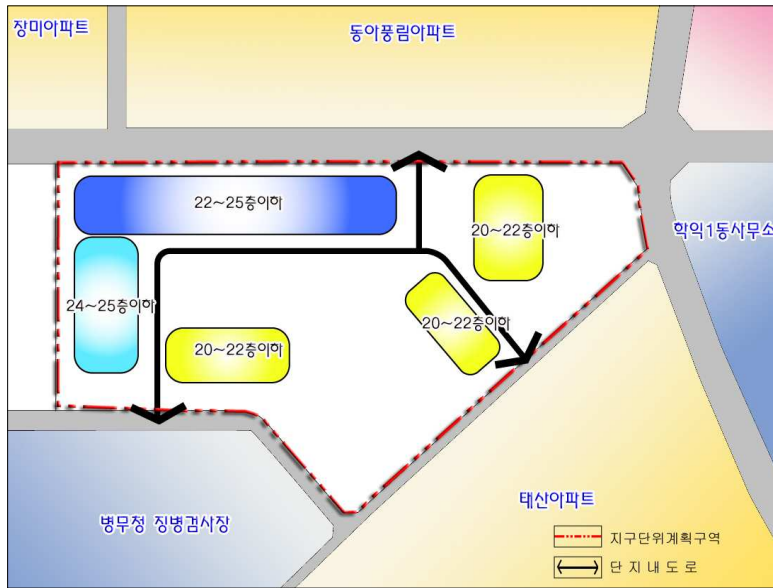 장미아파트
동아풍림아파트
22~25층이하
20~22층이하
학익1동사무소
24~25층이하
20~22층이하
20~22층이하
태산아파트
병무청 징병검사장
지구단위계획구역
단지내도로